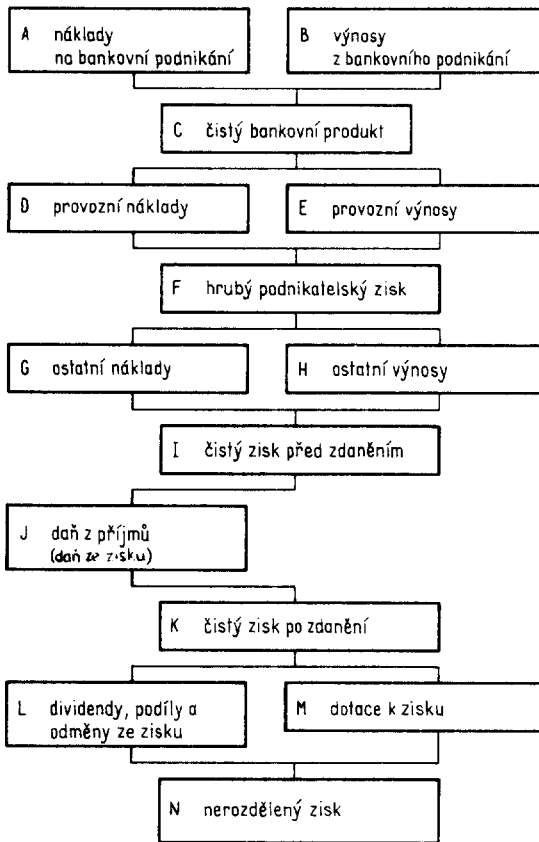 A náklady
na bankovní podnikání
B výnosy
z bankovního podnikání
C čistý bankovní produkt
D provozní náklady
E provozní výnosy
F hrubý podnikatelský zisk
G ostatní náklady
H ostatní výnosy
I čistý zisk před zdaněním
J daň z příjmů
(daň ze zisku)
K čistý zisk po zdanění
L dividendy, podíly a
odměny ze zisku
M dotace k zisku
N nerozdělený zisk